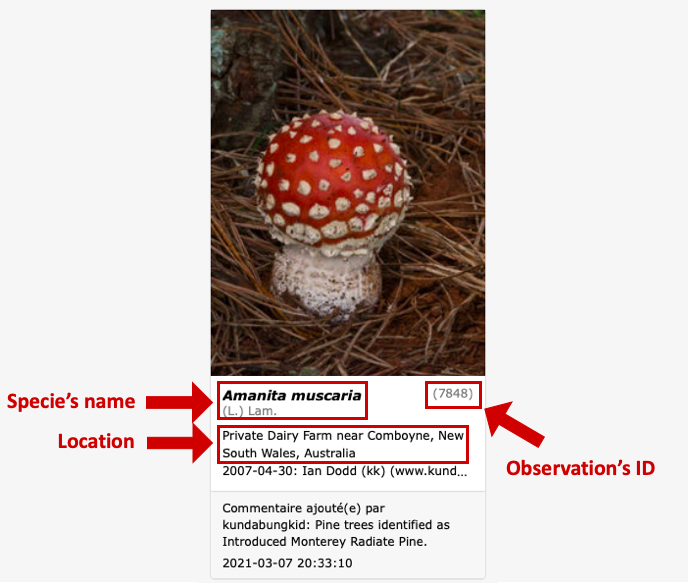 Specie's name
Amanita muscaria
(7848)
(L.) Lam.
Location
Private Dairy Farm near Comboyne, New
South Wales, Australia
2007-04-30: Ian Dodd (kk) (www.kund...
Observation's ID
Commentaire ajouté(e) par
kundabungkid: Pine trees identified as
Introduced Monterey Radiate Pine.
2021-03-07 20:33:10